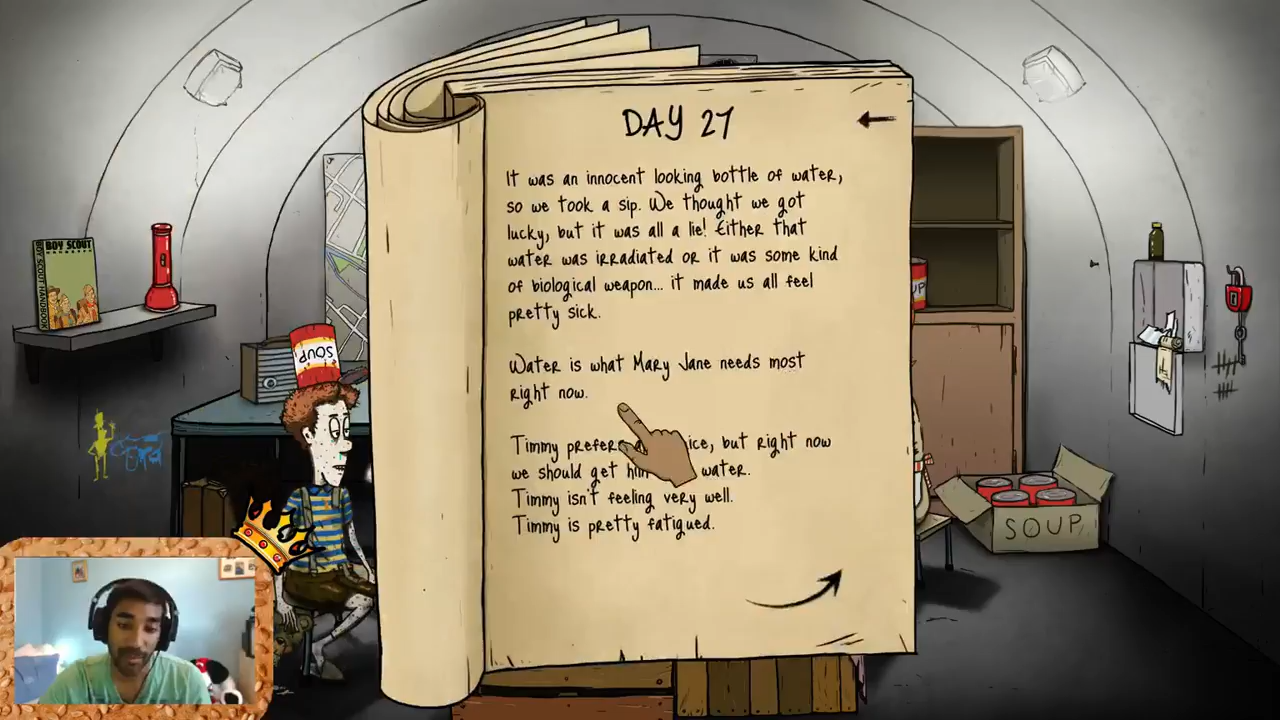 DAY 27
It was an innocent looking bottle of water,
so we took a sip. We thought we got
lucky, but it was all a lie! Either that
water was irradiated or it was some kind
of biological weapon... it made us all feel
pretty sick.
Water is what Mary Jane needs most
right now.
Timmy prefer ice, but right now
we should get water.
Timmy isn't feeling very well.
Timmy is pretty fatigued.
BOY SCOUT
BOY SCOUT HANDBOOK
SOUP
UP
SOUP